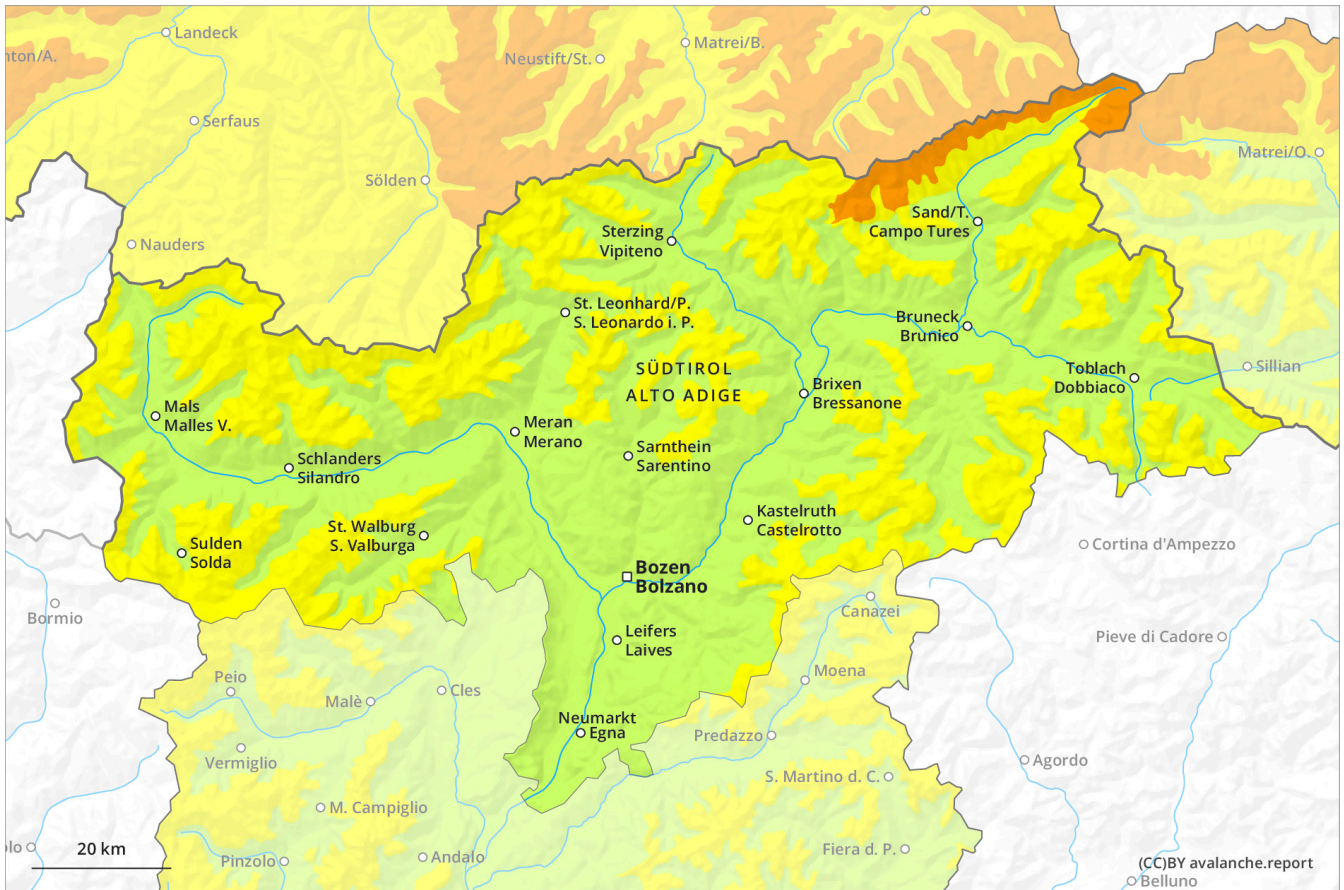 Landeck
nton/A.
Matrei/B.
Neustift/St.
Serfaus
Sölden
Matrei/O.
Nauders
Sand/T.
Campo Tures
Sterzing
Vipiteno
St. Leonhard/P.
S. Leonardo i. P.
Bruneck
Brunico
SÜDTIROL
ALTO ADIGE
Toblach
Dobbiaco
Sillian
Brixen
Bressanone
Mals
Malles V.
Meran
Merano
Sarnthein
Sarentino
Schlanders
Silandro
Kastelruth
Castelrotto
St. Walburg
S. Valburga
Sulden
Solda
Cortina d'Ampezzo
Bozen
Bolzano
Bormio
Canazei
Leifers
Laives
Pieve di Cadore
Peio
Moena
Malè
Cles
Neumarkt
Egna
Predazzo
Vermiglio
Agordo
S. Martino d. C.
M. Campiglio
lo
20 km
Pinzolo
Andalo
Fiera d. P.
(CC)BY avalanche.report
Belluno